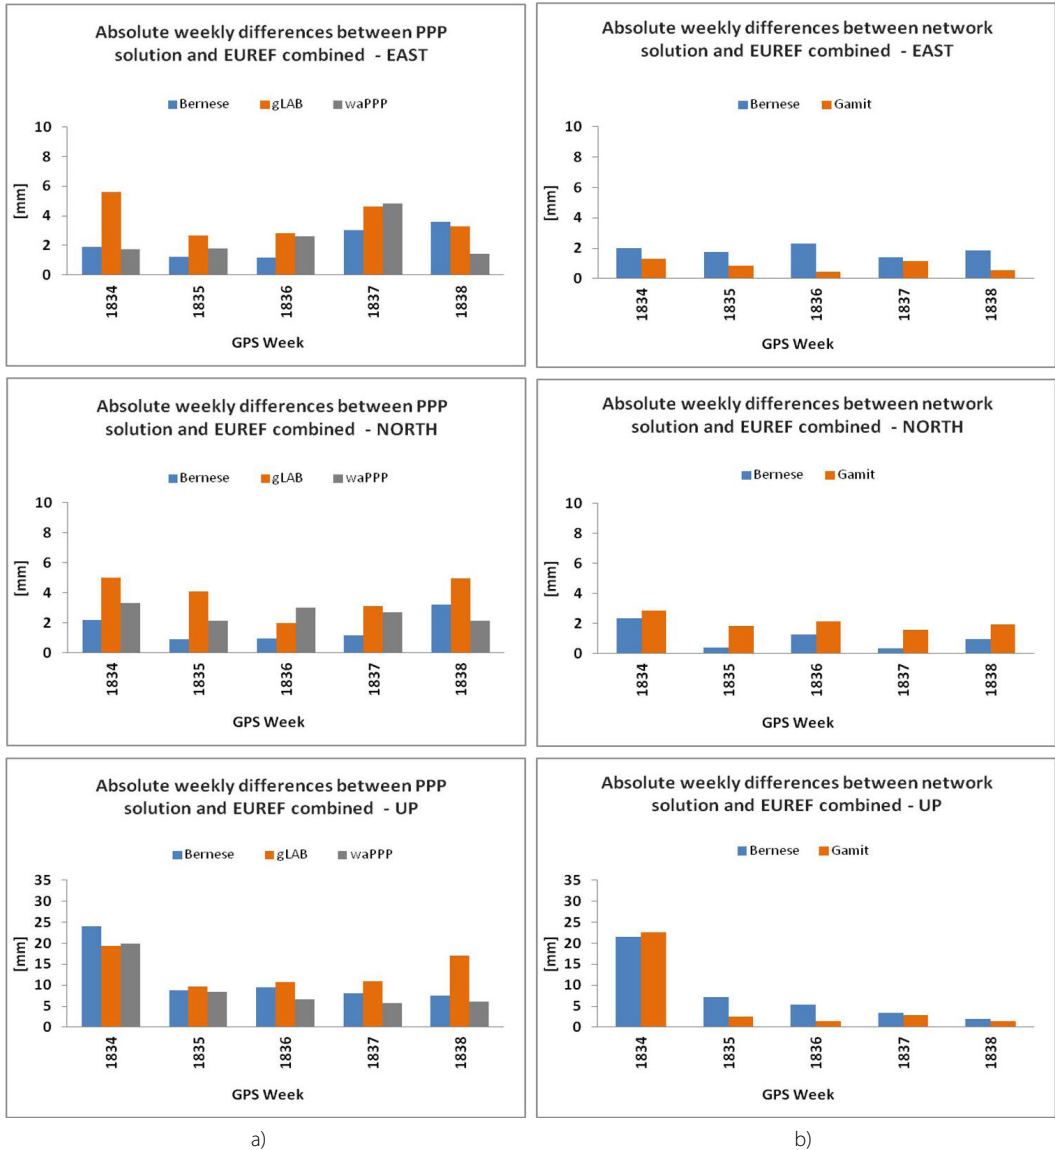 Absolute weekly differences between PPP
solution and EUREF combined - EAST
Bernese gLAB waPPP
10
8
6
4
2
0
[mm]
1834 1835 1836 1837 1838
GPS Week
Absolute weekly differences between network
solution and EUREF combined - EAST
Bernese Gamit
10
8
6
4
2
0
[mm]
1834 1835 1836 1837 1838
GPS Week
Absolute weekly differences between PPP
solution and EUREF combined - NORTH
Bernese gLAB waPPP
10
8
6
4
2
0
[mm]
1834 1835 1836 1837 1838
GPS Week
Absolute weekly differences between network
solution and EUREF combined - NORTH
Bernese Gamit
10
8
6
4
2
0
[mm]
1834 1835 1836 1837 1838
GPS Week
Absolute weekly differences between PPP
solution and EUREF combined - UP
Bernese gLAB waPPP
35
30
25
20
15
10
5
0
[mm]
1834 1835 1836 1837 1838
GPS Week
Absolute weekly differences between network
solution and EUREF combined - UP
Bernese Gamit
35
30
25
20
15
10
5
0
[mm]
1834 1835 1836 1837 1838
GPS Week
a) b)